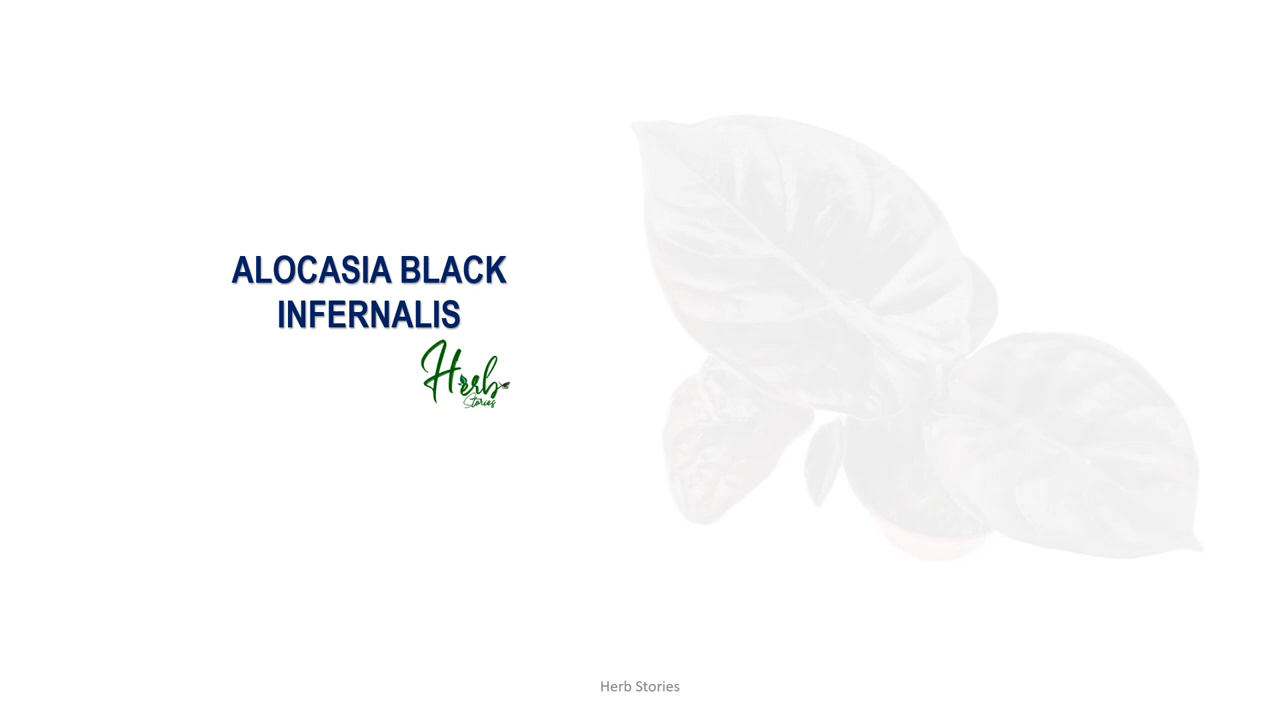 ALOCASIA BLACK
INFERNALIS
Herb
Stories
Herb Stories